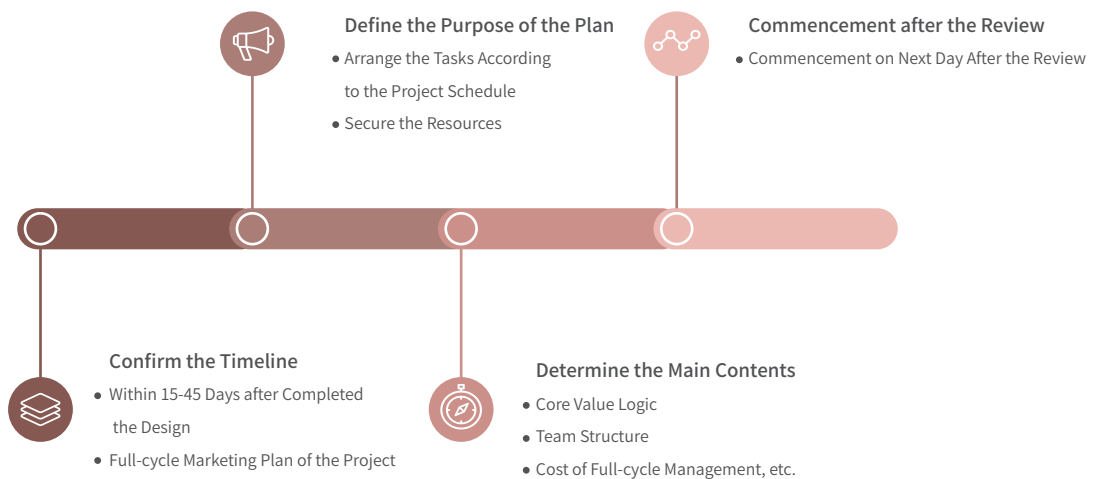 Define the Purpose of the Plan
● Arrange the Tasks According
to the Project Schedule
● Secure the Resources
Commencement after the Review
● Commencement on Next Day After the Review
Confirm the Timeline
● Within 15-45 Days after Completed
the Design
● Full-cycle Marketing Plan of the Project
Determine the Main Contents
● Core Value Logic
● Team Structure
● Cost of Full-cycle Management, etc.